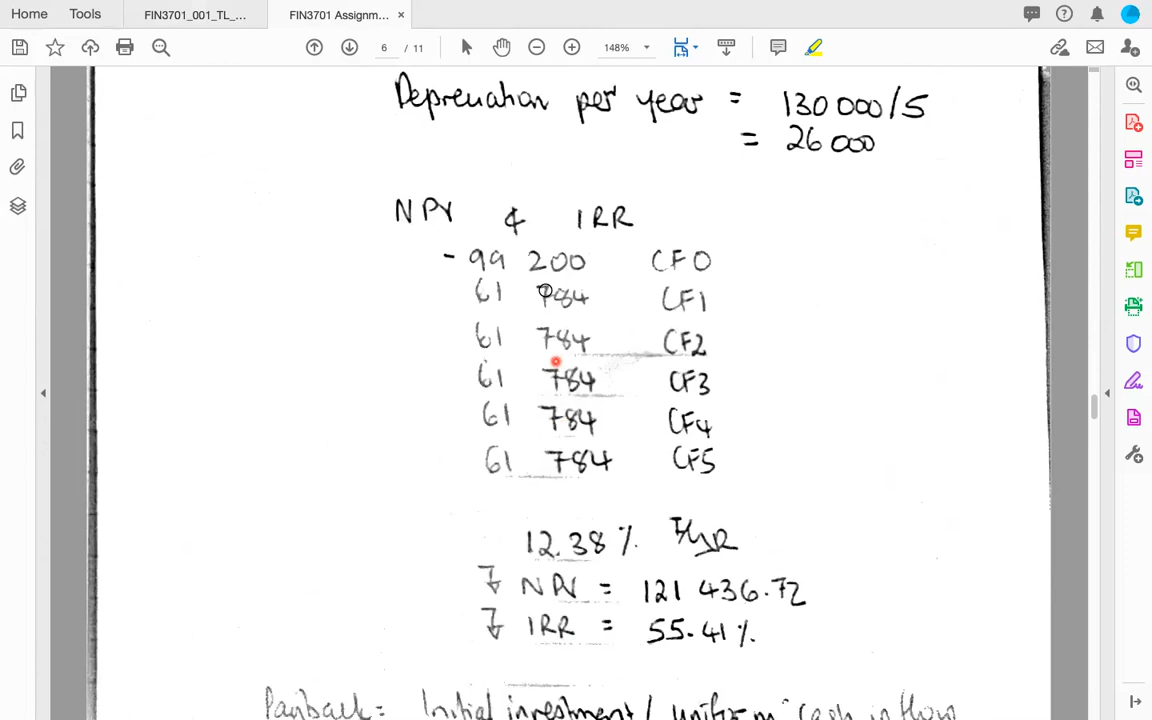 Home Tools FIN3701_001_TL_... FIN3701 Assignm... ×
6 / 11 148%
Depreciation per year = 130 000/5
= 26 000
NPV & IRR
- 99 200 CF0
61 784 CF1
61 784 CF2
61 784 CF3
61 784 CF4
61 784 CF5
12.38%
NPV = 121 436.72
IRR = 55.41%
Payback = Initial investment / uniform cash inflow